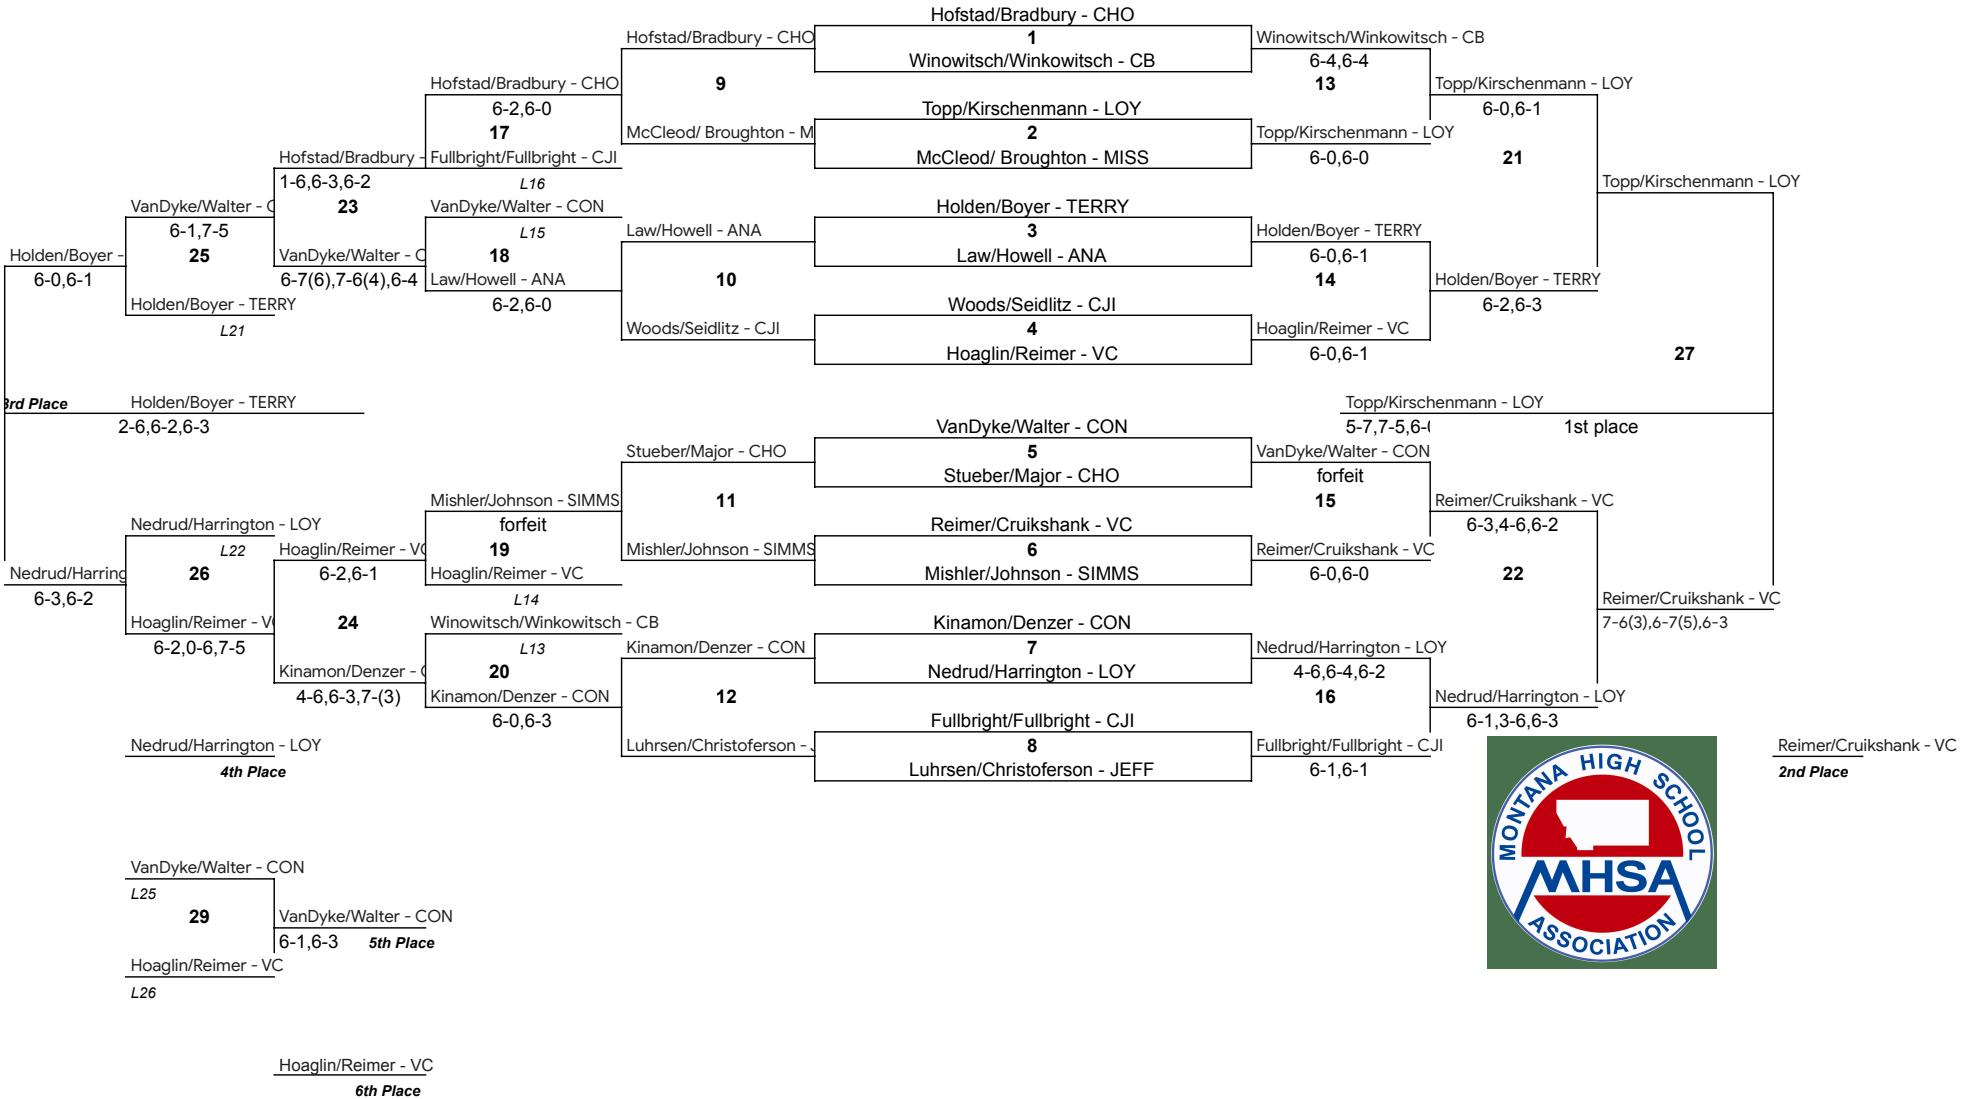 Hofstad/Bradbury - CHO
Hofstad/Bradbury - CHO
1
Winowitsch/Winkowitsch - CB
Winowitsch/Winkowitsch - CB
6-4,6-4
Hofstad/Bradbury - CHO
9
13
Topp/Kirschenmann - LOY
6-2,6-0
Topp/Kirschenmann - LOY
6-0,6-1
17
McCleod/ Broughton - M
2
Topp/Kirschenmann - LOY
Hofstad/Bradbury -
Fullbright/Fullbright - CJI
McCleod/ Broughton - MISS
6-0,6-0
21
1-6,6-3,6-2
L16
Topp/Kirschenmann - LOY
VanDyke/Walter - C
23
VanDyke/Walter - CON
Holden/Boyer - TERRY
6-1,7-5
L15
Law/Howell - ANA
3
Holden/Boyer - TERRY
Holden/Boyer -
25
VanDyke/Walter - C
18
Law/Howell - ANA
6-0,6-1
6-0,6-1
6-7(6),7-6(4),6-4
Law/Howell - ANA
10
14
Holden/Boyer - TERRY
Holden/Boyer - TERRY
6-2,6-0
Woods/Seidlitz - CJI
6-2,6-3
L21
Woods/Seidlitz - CJI
4
Hoaglin/Reimer - VC
Hoaglin/Reimer - VC
6-0,6-1
27
3rd Place
Holden/Boyer - TERRY
Topp/Kirschenmann - LOY
2-6,6-2,6-3
VanDyke/Walter - CON
5-7,7-5,6-
1st place
Stueber/Major - CHO
5
VanDyke/Walter - CON
Stueber/Major - CHO
forfeit
Mishler/Johnson - SIMMS
11
15
Reimer/Cruikshank - VC
Nedrud/Harrington - LOY
forfeit
Reimer/Cruikshank - VC
6-3,4-6,6-2
L22
Hoaglin/Reimer - VC
19
Mishler/Johnson - SIMMS
6
Reimer/Cruikshank - VC
Nedrud/Harring
26
6-2,6-1
Hoaglin/Reimer - VC
Mishler/Johnson - SIMMS
6-0,6-0
22
6-3,6-2
L14
Reimer/Cruikshank - VC
Hoaglin/Reimer - V
24
Winowitsch/Winkowitsch - CB
Kinamon/Denzer - CON
7-6(3),6-7(5),6-3
6-2,0-6,7-5
L13
Kinamon/Denzer - CON
7
Nedrud/Harrington - LOY
Kinamon/Denzer - C
20
Nedrud/Harrington - LOY
4-6,6-4,6-2
4-6,6-3,7-(3)
Kinamon/Denzer - CON
12
16
Nedrud/Harrington - LOY
6-0,6-3
Fullbright/Fullbright - CJI
6-1,3-6,6-3
Nedrud/Harrington - LOY
Luhrsen/Christoferson - J
8
Fullbright/Fullbright - CJI
Reimer/Cruikshank - VC
4th Place
Luhrsen/Christoferson - JEFF
6-1,6-1
2nd Place
MONTANA HIGH SCHOOL
MHSA
ASSOCIATION
VanDyke/Walter - CON
L25
29
VanDyke/Walter - CON
6-1,6-3
5th Place
Hoaglin/Reimer - VC
L26
Hoaglin/Reimer - VC
6th Place